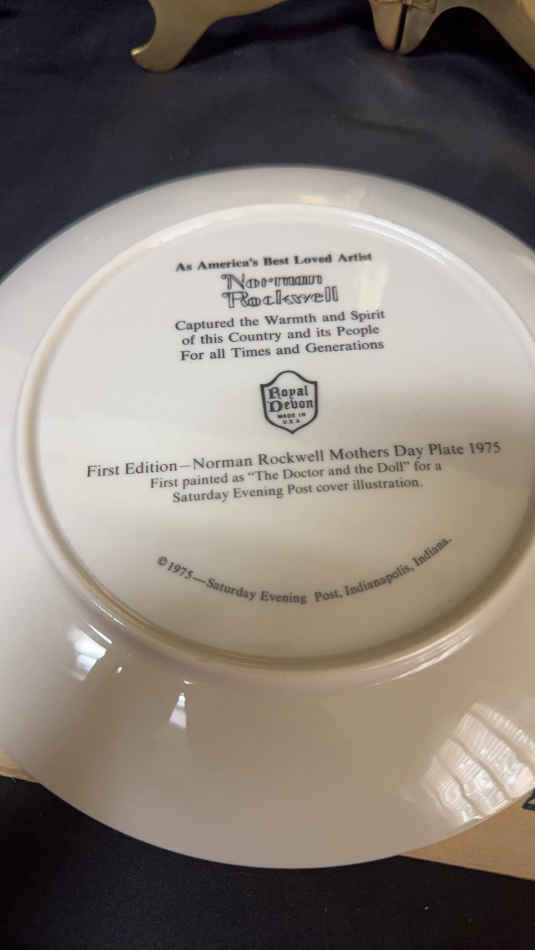 As America's Best Loved Artist
Norman
Rockwell
Captured the Warmth and Spirit
of this Country and its People
For all Times and Generations
Royal
Devon
MADE IN
U.S.A
First Edition—Norman Rockwell Mothers Day Plate 1975
First painted as “The Doctor and the Doll” for a
Saturday Evening Post cover illustration.
©1975—Saturday Evening Post, Indianapolis, Indiana.